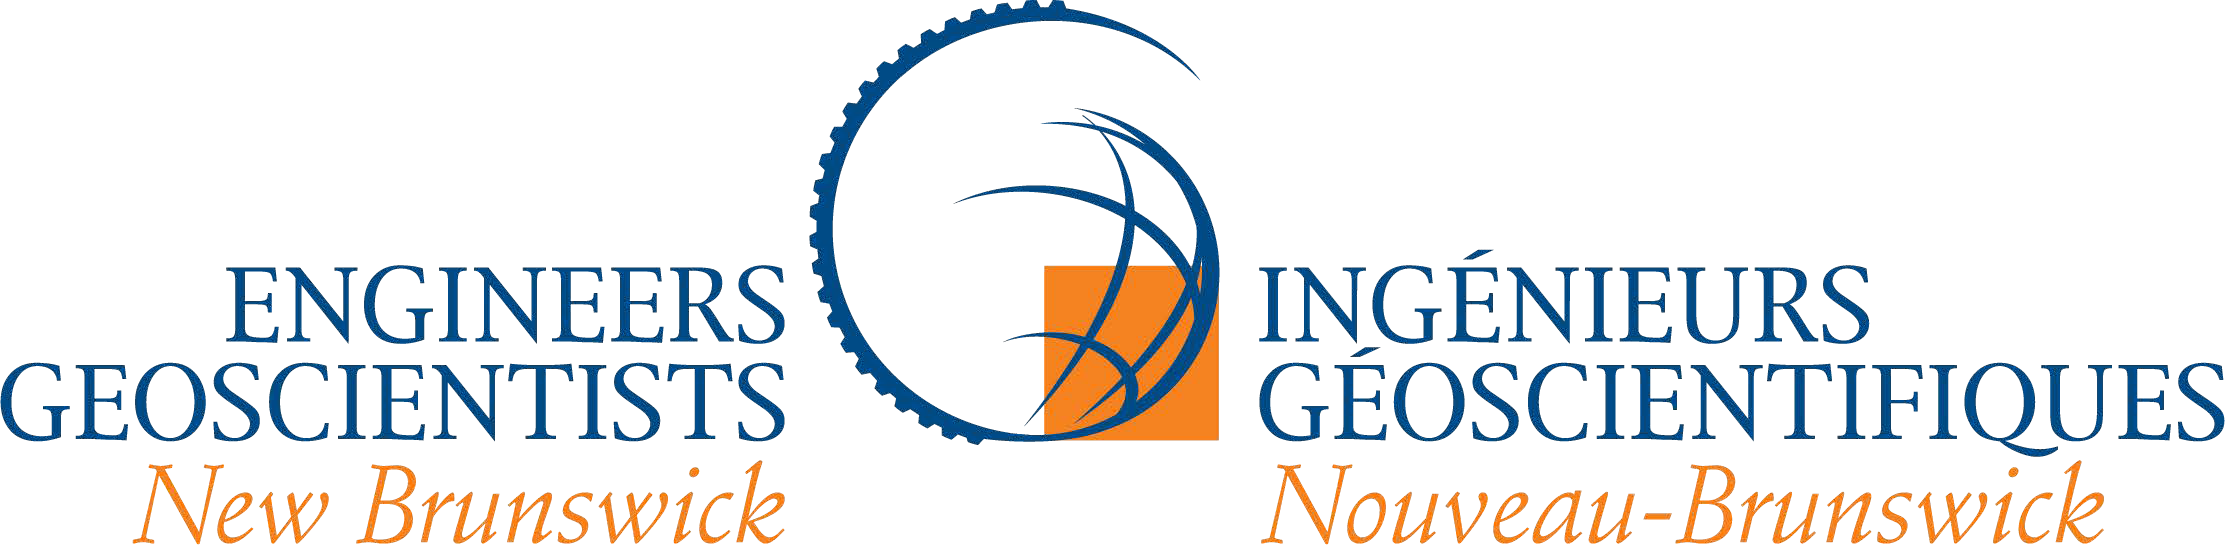 ENGINEERS
GEOSCIENTISTS
New Brunswick
INGÉNIEURS
GÉOSCIENTIFIQUES
Nouveau-Brunswick